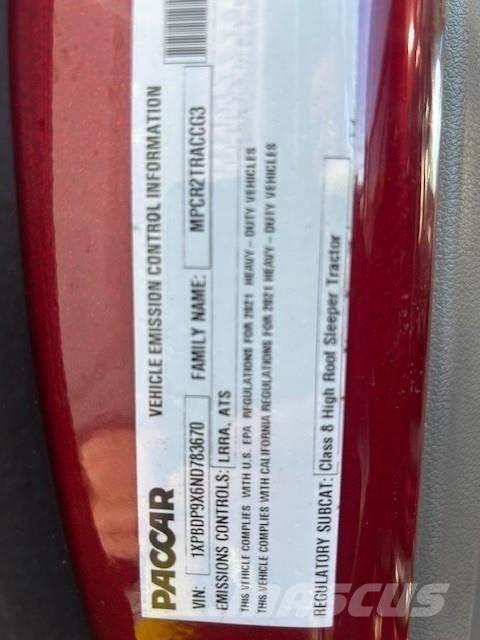 PACCAR
VEHICLE EMISSION CONTROL INFORMATION
VIN: 1XPBDP9X6ND783670 FAMILY NAME: MPCR2TRACCG3
EMISSIONS CONTROLS: LRRA, ATS
THIS VEHICLE COMPLIES WITH U.S. EPA REGULATIONS FOR 2021 HEAVY-DUTY VEHICLES
THIS VEHICLE COMPLIES WITH CALIFORNIA REGULATIONS FOR 2021 HEAVY-DUTY VEHICLES
REGULATORY SUBCAT: Class 8 High Roof Sleeper Tractor